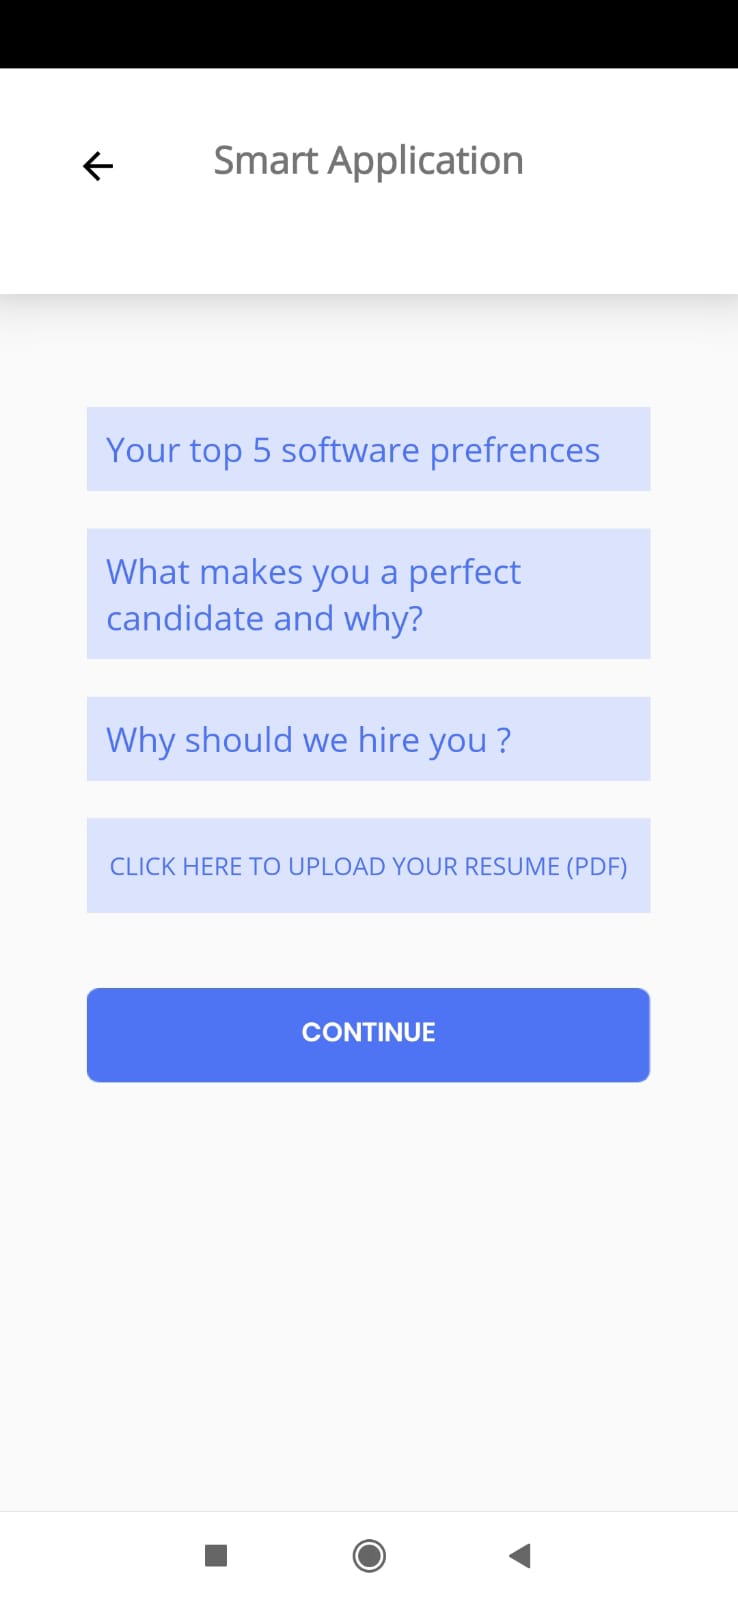 Smart Application
Your top 5 software prefrences
What makes you a perfect
candidate and why?
Why should we hire you ?
CLICK HERE TO UPLOAD YOUR RESUME (PDF)
CONTINUE